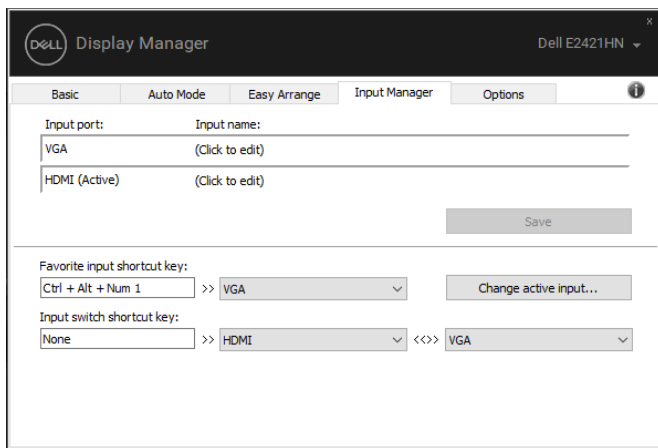 x
DELL Display Manager Dell E2421HN
Basic Auto Mode Easy Arrange Input Manager Options i
Input port: Input name:
VGA (Click to edit)
HDMI (Active) (Click to edit)
Save
Favorite input shortcut key:
Ctrl + Alt + Num 1 >> VGA Change active input...
Input switch shortcut key:
None >> HDMI <<>> VGA